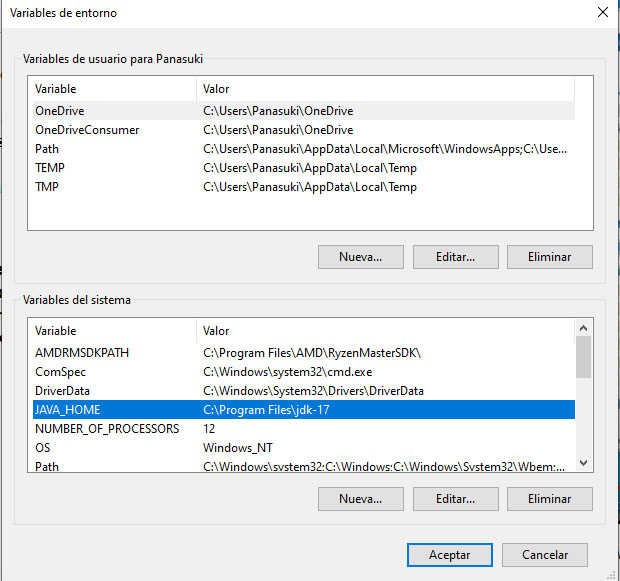 Variables de entorno
Variables de usuario para Panasuki
Variable Valor
OneDrive C:\Users\Panasuki\OneDrive
OneDriveConsumer C:\Users\Panasuki\OneDrive
Path C:\Users\Panasuki\AppData\Local\Microsoft\WindowsApps;C:\Use...
TEMP C:\Users\Panasuki\AppData\Local\Temp
TMP C:\Users\Panasuki\AppData\Local\Temp
Nueva... Editar... Eliminar
Variables del sistema
Variable Valor
AMDRMSDKPATH C:\Program Files\AMD\RyzenMasterSDK\
ComSpec C:\Windows\system32\cmd.exe
DriverData C:\Windows\System32\Drivers\DriverData
JAVA_HOME C:\Program Files\jdk-17
NUMBER_OF_PROCESSORS 12
OS Windows_NT
Path C:\Windows\system32;C:\Windows;C:\Windows\System32\Wbem;...
Nueva... Editar... Eliminar
Aceptar Cancelar